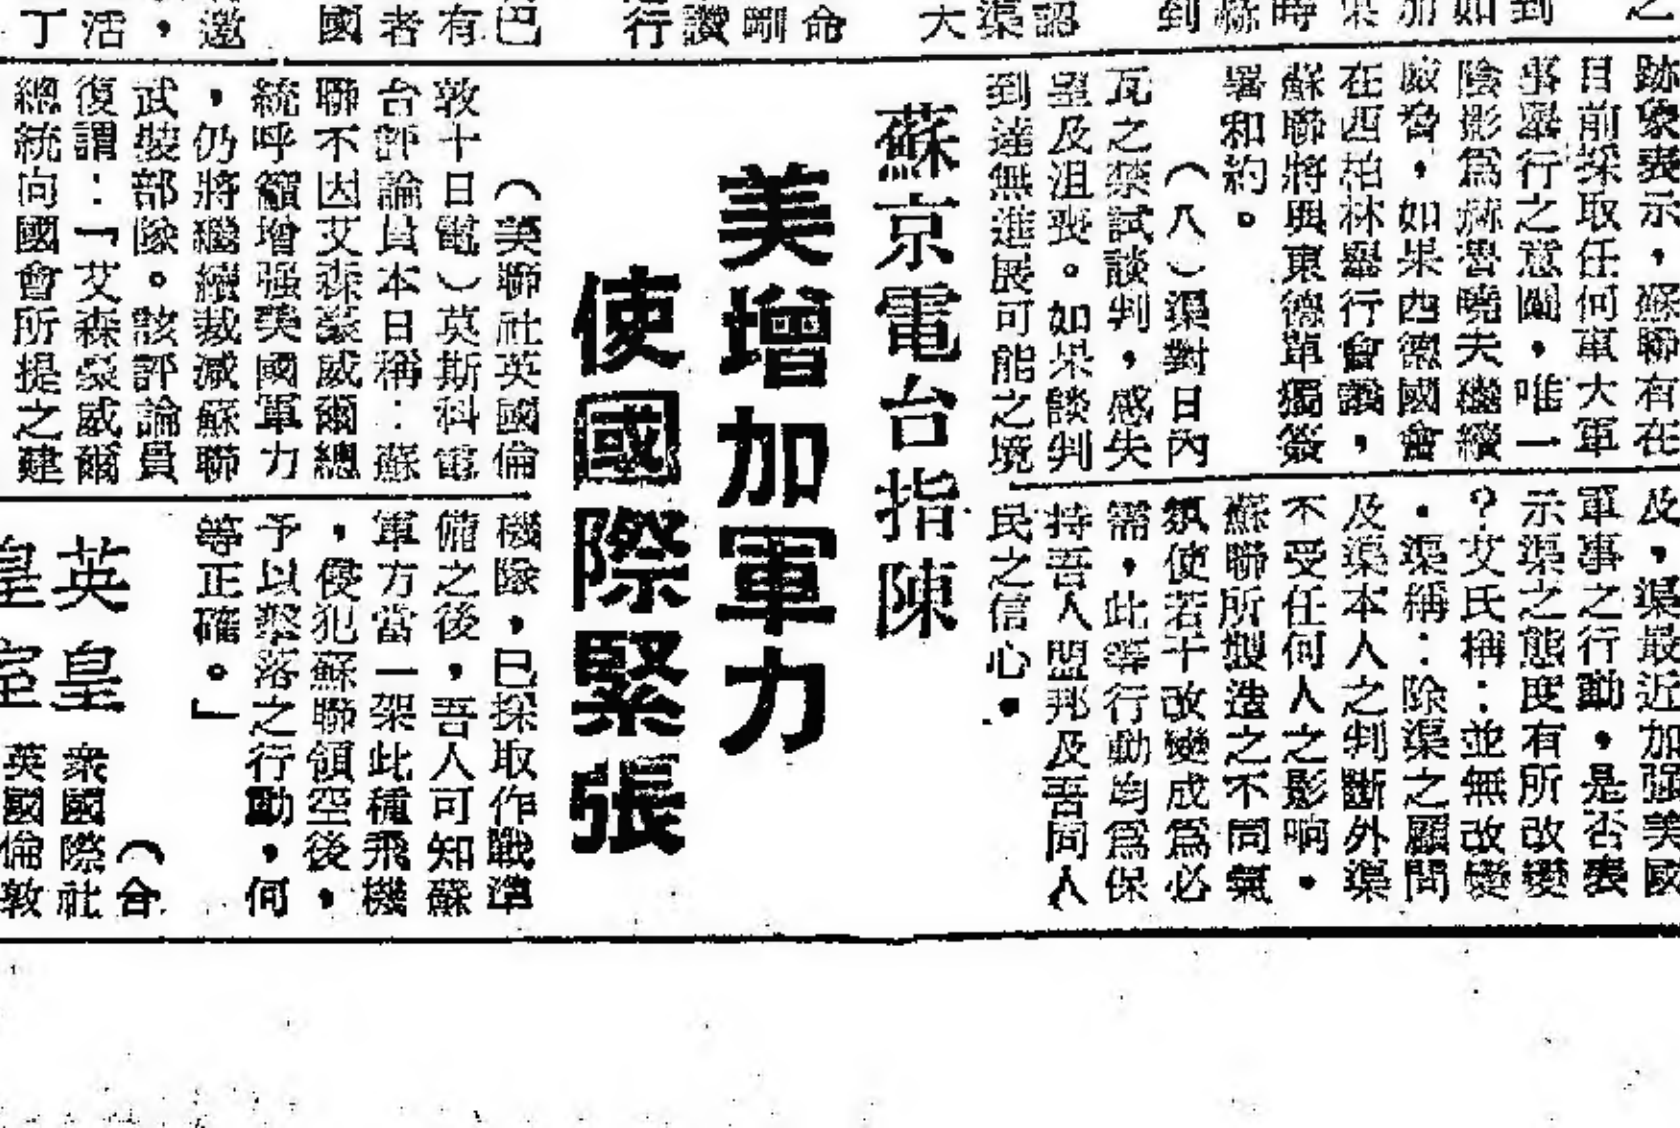 之
到
如
加
時
赫
到
認
渠
大
命
剛
讚
行
巴
有
者
國
邀
，
活
丁
跡象表示，蘇聯有在
目前採取任何軍大軍
事舉行之意圖，唯一
陰影爲赫魯曉夫繼續
威脅，如果西德國會
在西柏林舉行會議，
蘇聯將與東德單獨簽
署和約。
（八）渠對日內
瓦之禁試談判，感失
望及沮喪。如果談判
到達無進展可能之境
及，渠最近加强美國
軍事之行動，是否表
示渠之態度有所改變
？艾氏稱：並無改變
。渠稱：除渠之顧問
及渠本人之判斷外渠
不受任何人之影响。
蘇聯所製造之不同氣
氛使若干改變成爲必
需，此等行動均爲保
持吾人盟邦及吾同人
民之信心。
蘇京電台指陳
美增加軍力
使國際緊張
（美聯社英國倫
敦十日電）莫斯科電
台評論員本日稱：蘇
聯不因艾森豪威爾總
統呼籲增强美國軍力
，仍將繼續裁減蘇聯
武裝部隊。該評論員
復謂：「艾森豪威爾
總統向國會所提之建
機隊，已採取作戰準
備之後，吾人可知蘇
軍方當一架此種飛機
，侵犯蘇聯領空後，
予以擊落之行動，何
等正確。」
英皇
皇室
（合
衆國際社
英國倫敦